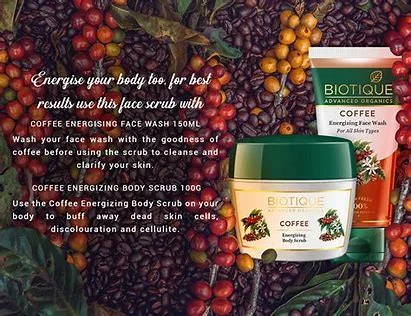 Energise your body too, for best
results use this face scrub with
COFFEE ENERGISING FACE WASH 150ML
Wash your face wash with the goodness of
coffee before using the scrub to cleanse and
clarify your skin.
COFFEE ENERGIZING BODY SCRUB 100G
Use the Coffee Energizing Body Scrub on your
body to buff away dead skin cells,
discolouration and cellulite.
BIOTIQUE
ADVANCED ORGANICS
COFFEE
Energizing
Body Scrub
BIOTIQUE
ADVANCED ORGANICS
COFFEE
Energizing Face Wash
For All Skin Types
100%